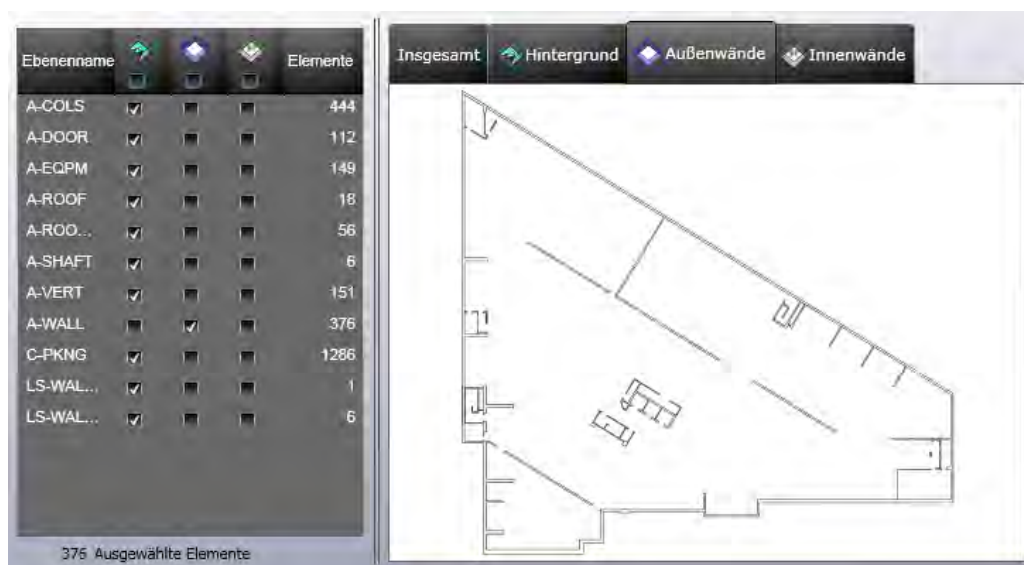 Ebenenname Elemente
A-COLS 444
A-DOOR 112
A-EQPM 149
A-ROOF 18
A-ROO... 56
A-SHAFT 6
A-VERT 151
A-WALL 376
C-PKNG 1286
LS-WAL... 1
LS-WAL... 6
376 Ausgewählte Elemente
Insgesamt Hintergrund Außenwände Innenwände